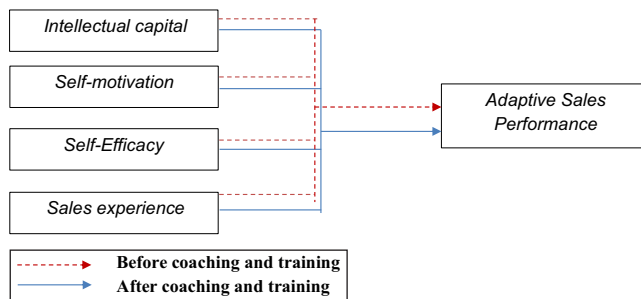 Intellectual capital
Self-motivation
Adaptive Sales
Performance
Self-Efficacy
Sales experience
Before coaching and training
After coaching and training